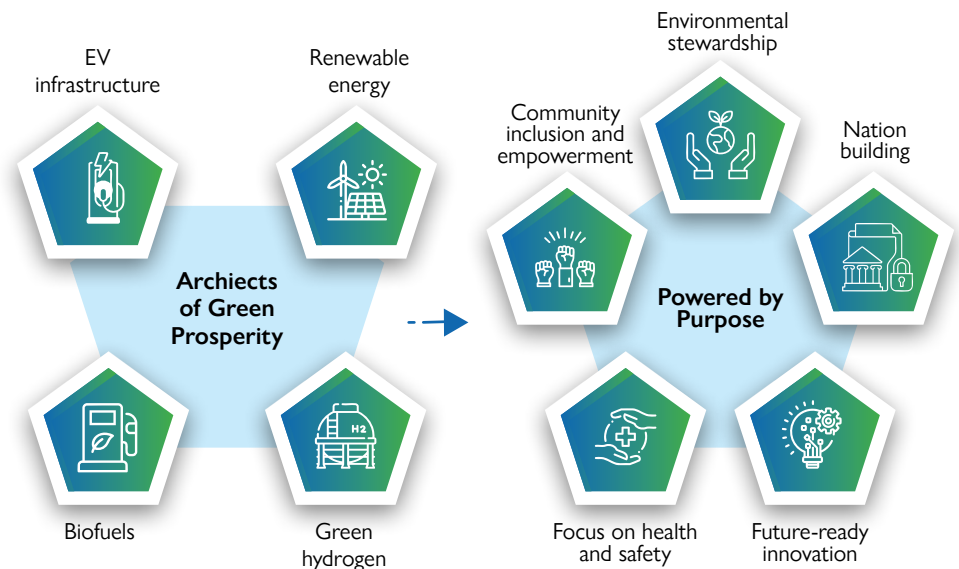 EV
infrastructure
Renewable
energy
Archiects
of Green
Prosperity
Biofuels
H2
Green
hydrogen
Environmental
stewardship
Community
inclusion and
empowerment
Nation
building
Powered by
Purpose
Focus on health
and safety
Future-ready
innovation